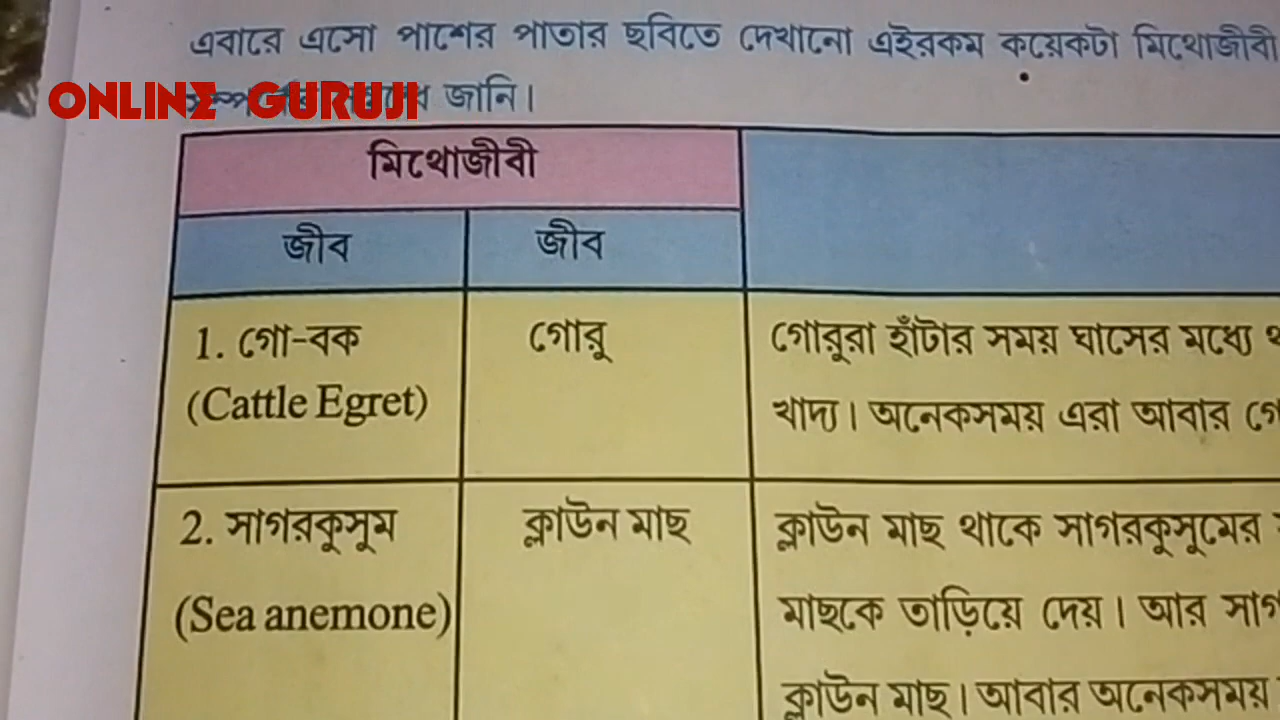 এবারে এসো পাশের পাতার ছবিতে দেখানো এইরকম কয়েকটা মিথোজীবী
ONLINE GURUJI
জানি।
মিথোজীবী
জীব জীব
1. গো-বক গোরু গোরুরা হাঁটার সময় ঘাসের মধ্যে
(Cattle Egret) খাদ্য। অনেকসময় এরা আবার
2. সাগরকুসুম ক্লাউন মাছ ক্লাউন মাছ থাকে সাগরকুসুমের
(Sea anemone) মাছকে তাড়িয়ে দেয়। আর
ক্লাউন মাছ। আবার অনেকসময়